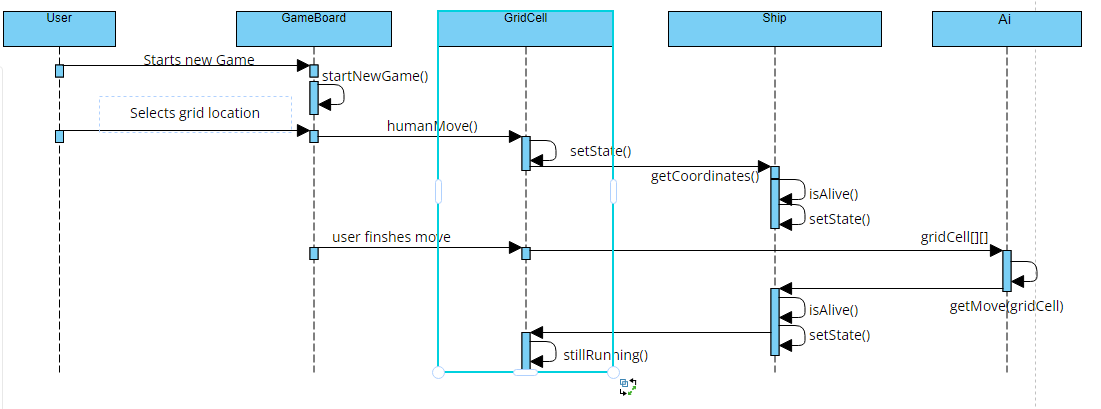 User
GameBoard
GridCell
Ship
Ai
Starts new Game
startNewGame()
Selects grid location
humanMove()
setState()
getCoordinates()
isAlive()
setState()
user finshes move
gridCell[][]
getMove(gridCell)
isAlive()
setState()
stillRunning()